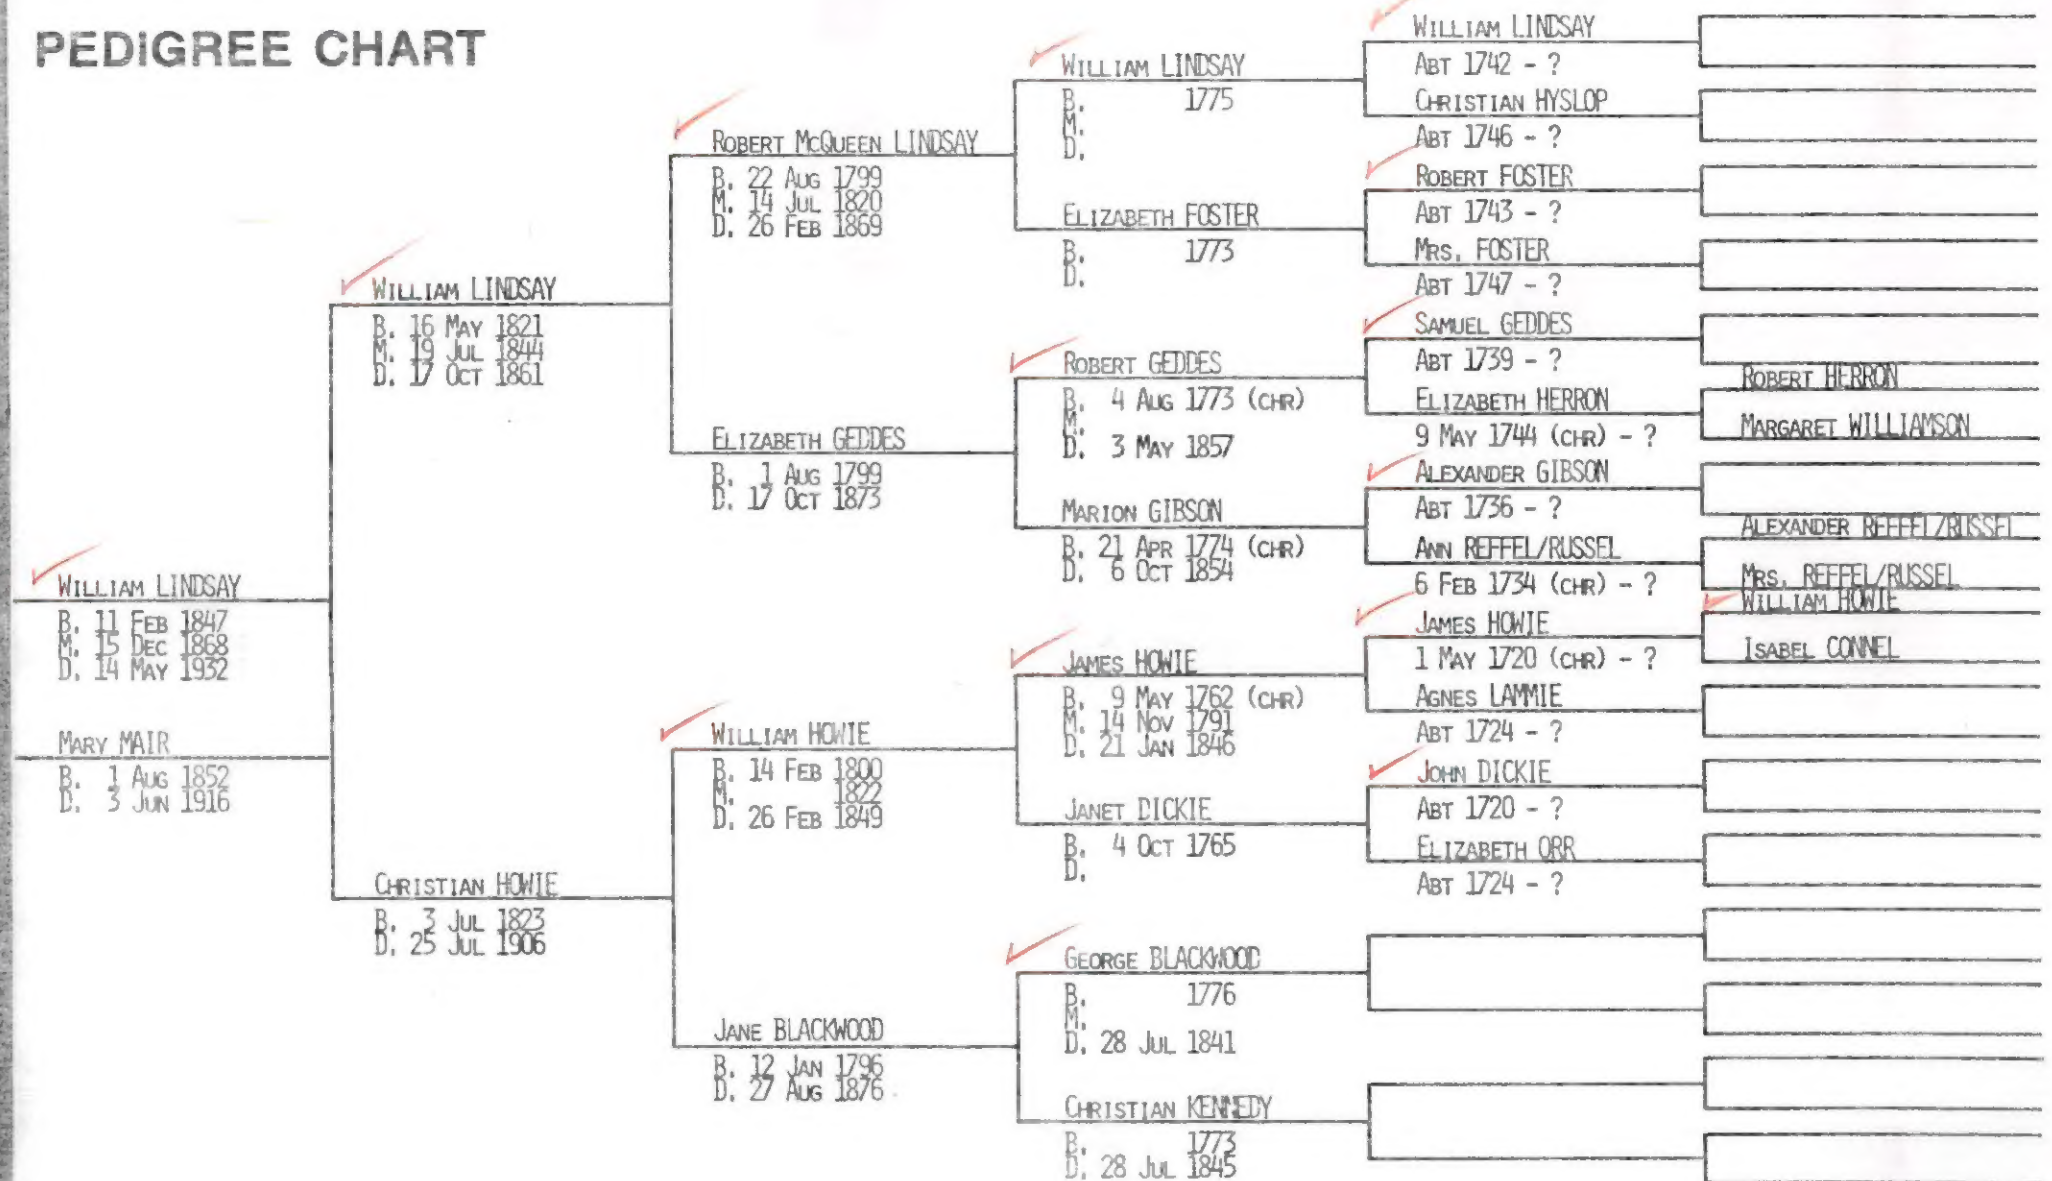 PEDIGREE CHART
WILLIAM LINDSAY
B. 11 FEB 1847
M. 15 DEC 1868
D. 14 MAY 1932
MARY MAIR
B. 1 AUG 1852
D. 3 JUN 1916
WILLIAM LINDSAY
B. 16 MAY 1821
M. 19 JUL 1844
D. 17 OCT 1861
CHRISTIAN HOWIE
B. 3 JUL 1823
D. 25 JUL 1906
ROBERT MCQUEEN LINDSAY
B. 22 AUG 1799
M. 14 JUL 1820
D. 26 FEB 1869
ELIZABETH GEDDES
B. 1 AUG 1799
D. 17 OCT 1873
WILLIAM HOWIE
B. 14 FEB 1800
M. 1822
D. 26 FEB 1849
JANE BLACKWOOD
B. 12 JAN 1796
D. 27 AUG 1876
WILLIAM LINDSAY
B. 1775
M.
D.
ELIZABETH FOSTER
B. 1773
D.
ROBERT GEDDES
B. 4 AUG 1773 (CHR)
M.
D. 3 MAY 1857
MARION GIBSON
B. 21 APR 1774 (CHR)
D. 6 OCT 1854
JAMES HOWIE
B. 9 MAY 1762 (CHR)
M. 14 NOV 1791
D. 21 JAN 1846
JANET DICKIE
B. 4 OCT 1765
D.
GEORGE BLACKWOOD
B. 1776
M.
D. 28 JUL 1841
CHRISTIAN KENNEDY
B. 1773
D. 28 JUL 1845
WILLIAM LINDSAY
ABT 1742 - ?
CHRISTIAN HYSLOP
ABT 1746 - ?
ROBERT FOSTER
ABT 1743 - ?
MRS. FOSTER
ABT 1747 - ?
SAMUEL GEDDES
ABT 1739 - ?
ELIZABETH HERRON
9 MAY 1744 (CHR) - ?
ALEXANDER GIBSON
ABT 1736 - ?
ANN REFFEL/RUSSEL
6 FEB 1734 (CHR) - ?
JAMES HOWIE
1 MAY 1720 (CHR) - ?
AGNES LAMMIE
ABT 1724 - ?
JOHN DICKIE
ABT 1720 - ?
ELIZABETH ORR
ABT 1724 - ?
ROBERT HERRON
MARGARET WILLIAMSON
ALEXANDER REFFEL/RUSSEL
MRS. REFFEL/RUSSEL
WILLIAM HOWIE
ISABEL CONNEL